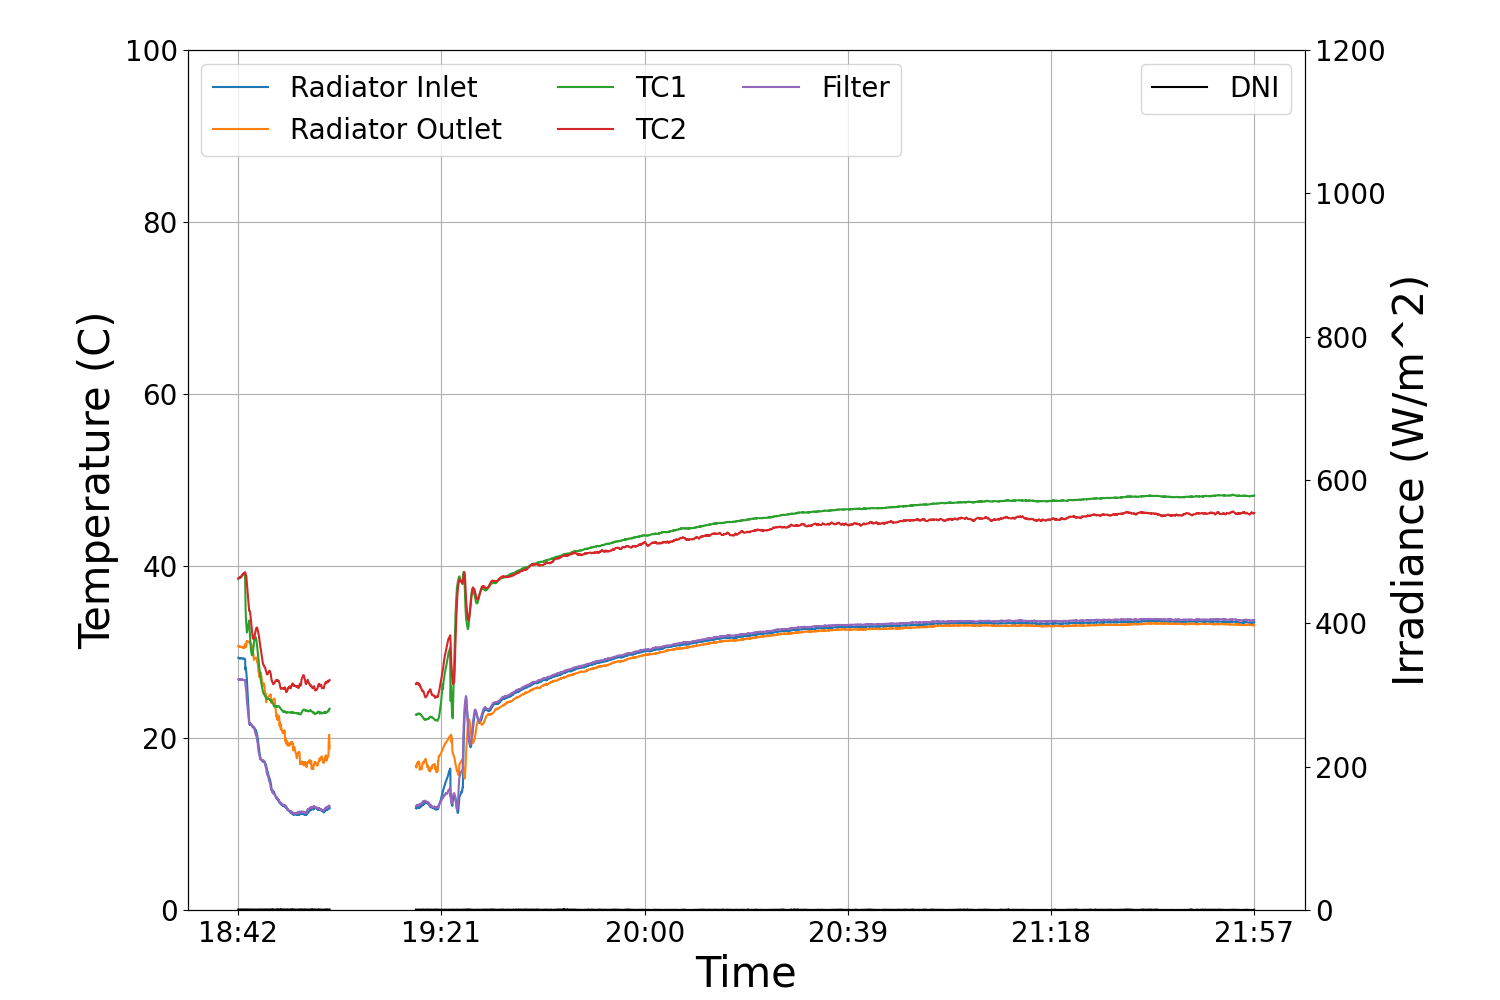 Radiator Inlet
Radiator Outlet
TC1
TC2
Filter
DNI
100
80
60
40
20
0
Temperature (C)
1200
1000
800
600
400
200
0
Irradiance (W/m^2)
18:42
19:21
20:00
20:39
21:18
21:57
Time